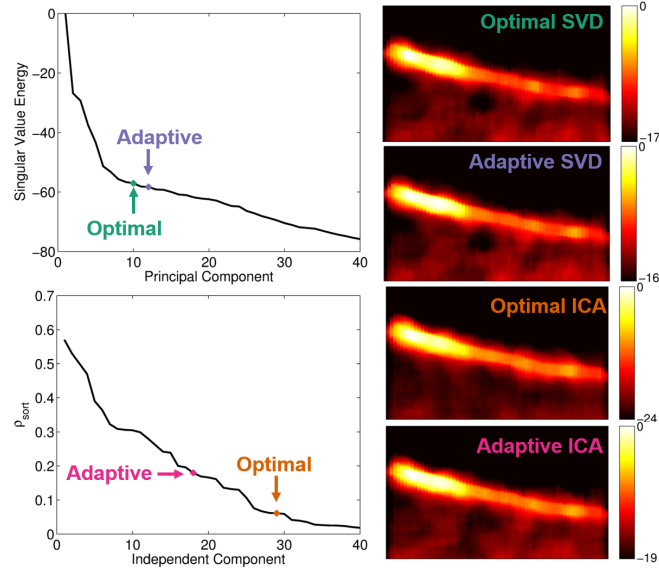 0
−20
−40
−60
−80
Singular Value Energy
Adaptive
Optimal
0 10 20 30 40
Principal Component
0.7
0.6
0.5
0.4
0.3
0.2
0.1
0
ρsort
Adaptive
Optimal
0 10 20 30 40
Independent Component
Optimal SVD
0
−17
Adaptive SVD
0
−16
Optimal ICA
0
−24
Adaptive ICA
0
−19